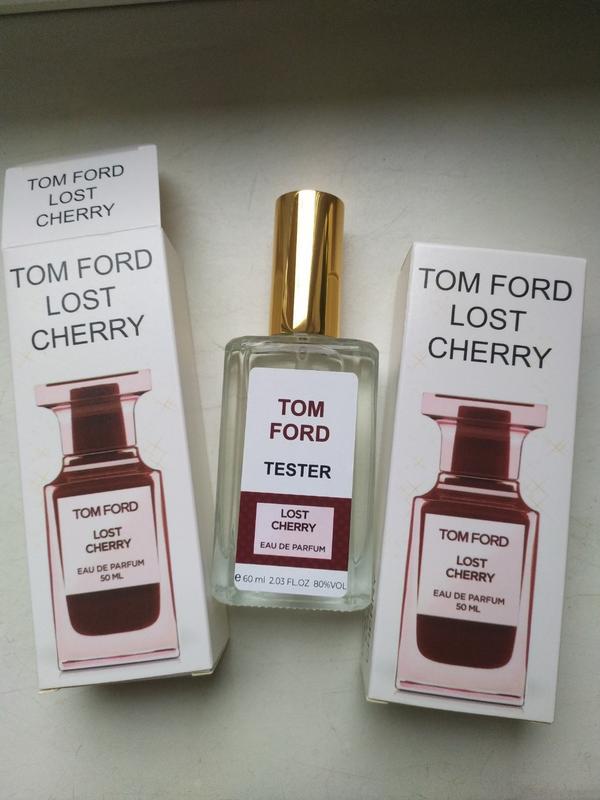 TOM FORD
LOST
CHERRY
TOM FORD
LOST
CHERRY
TOM FORD
LOST
CHERRY
EAU DE PARFUM
50 ML
TOM
FORD
TESTER
LOST
CHERRY
EAU DE PARFUM
e 60 ml 2.03 FL.OZ 80%VOL
TOM FORD
LOST
CHERRY
TOM FORD
LOST
CHERRY
EAU DE PARFUM
50 ML